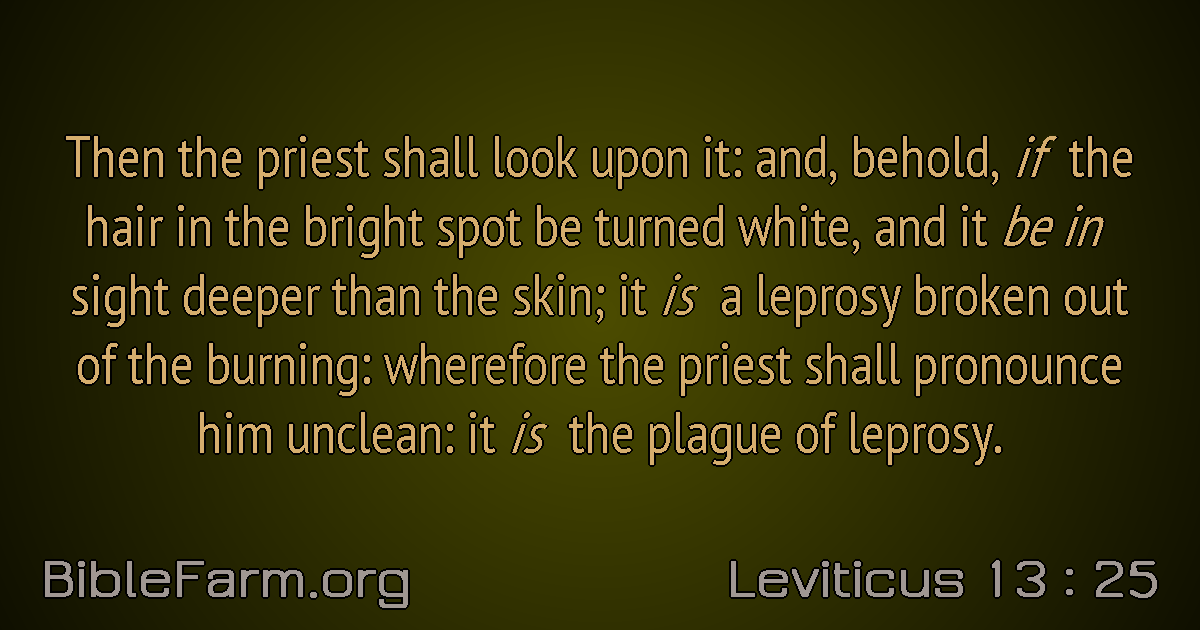 Then the priest shall look upon it: and, behold, if the
hair in the bright spot be turned white, and it be in
sight deeper than the skin; it is a leprosy broken out
of the burning: wherefore the priest shall pronounce
him unclean: it is the plague of leprosy.
BibleFarm.org
Leviticus 13 : 25